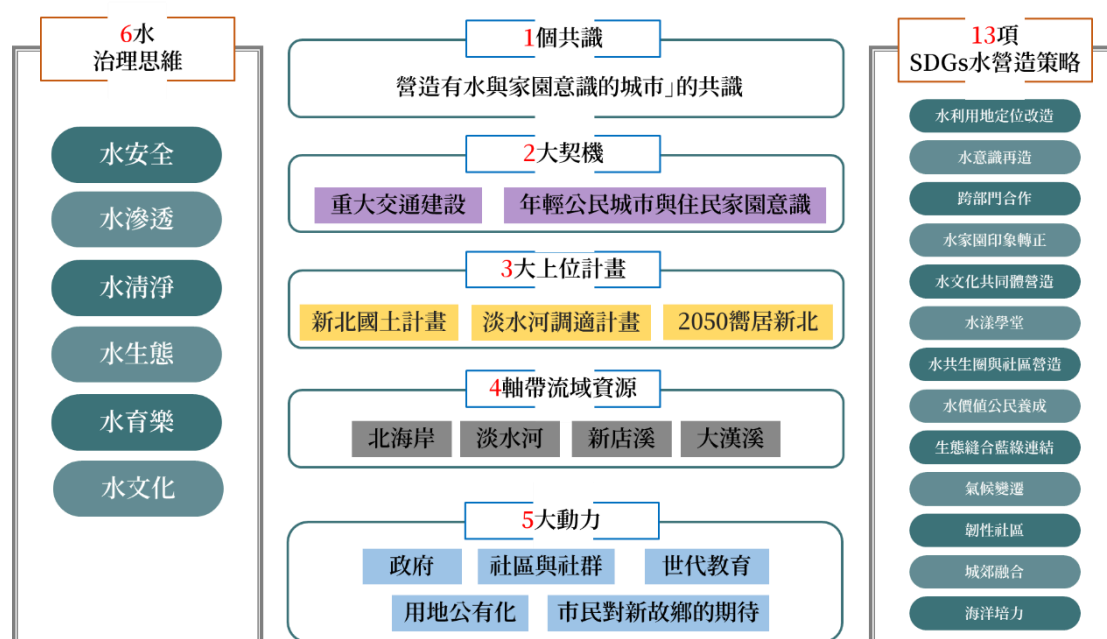 6水
治理思維
水安全
水滲透
水清淨
水生態
水育樂
水文化
1個共識
營造有水與家園意識的城市」的共識
2大契機
重大交通建設
年輕公民城市與住民家園意識
3大上位計畫
新北國土計畫
淡水河調適計畫
2050嚮居新北
4軸帶流域資源
北海岸
淡水河
新店溪
大漢溪
5大動力
政府
社區與社群
世代教育
用地公有化
市民對新故鄉的期待
13項
SDGs水營造策略
水利用地定位改造
水意識再造
跨部門合作
水家園印象轉正
水文化共同體營造
水漾學堂
水共生圈與社區營造
水價值公民養成
生態縫合藍綠連結
氣候變遷
韌性社區
城郊融合
海洋培力